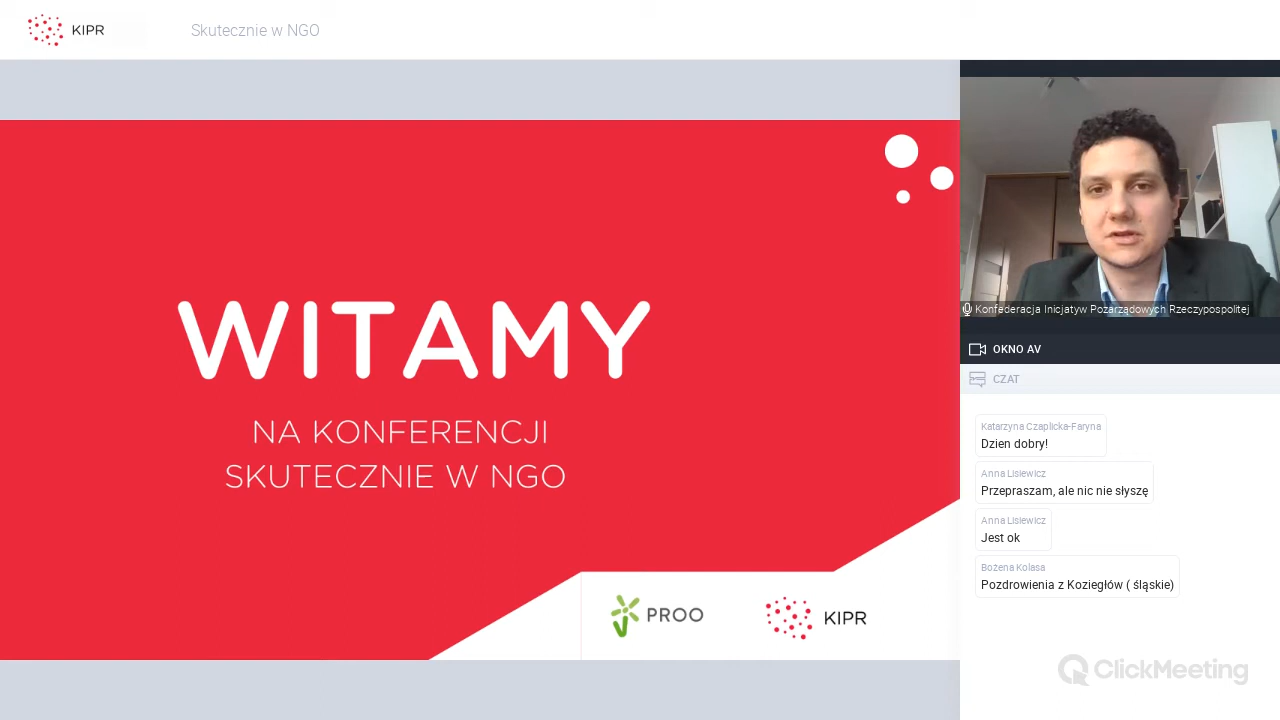 KIPR
Skutecznie w NGO
WITAMY
NA KONFERENCJI
SKUTECZNIE W NGO
PROO
KIPR
Konfederacja Inicjatyw Pozarządowych Rzeczypospolitej
OKNO AV
CZAT
Katarzyna Czaplicka-Faryna
Dzien dobry!
Anna Lisiewicz
Przepraszam, ale nic nie słyszę
Anna Lisiewicz
Jest ok
Bożena Kolasa
Pozdrowienia z Koziegłów ( śląskie)
ClickMeeting